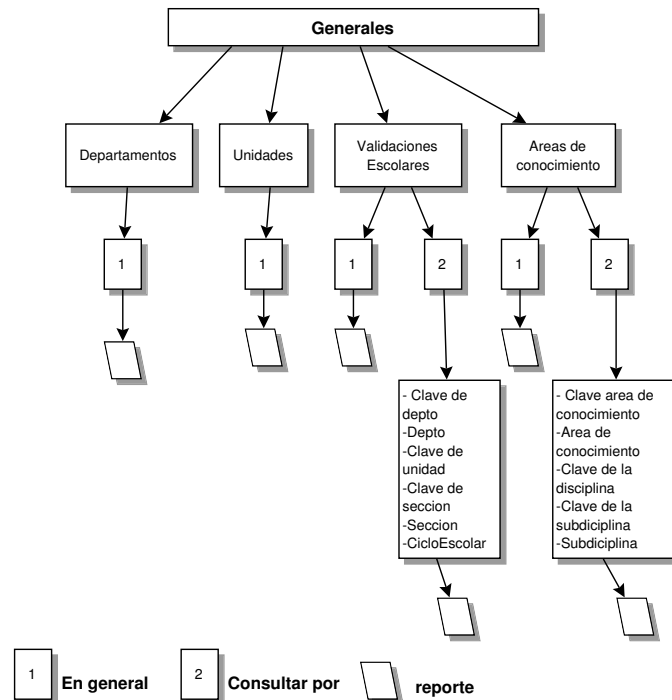 Generales
Departamentos
Unidades
Validaciones
Escolares
Areas de
conocimiento
1
1
1
2
1
2
- Clave de
depto
-Depto
-Clave de
unidad
-Clave de
seccion
-Seccion
-CicloEscolar
- Clave area de
conocimiento
-Area de
conocimiento
-Clave de la
disciplina
-Clave de la
subdiciplina
-Subdiciplina
1 En general
2 Consultar por
reporte